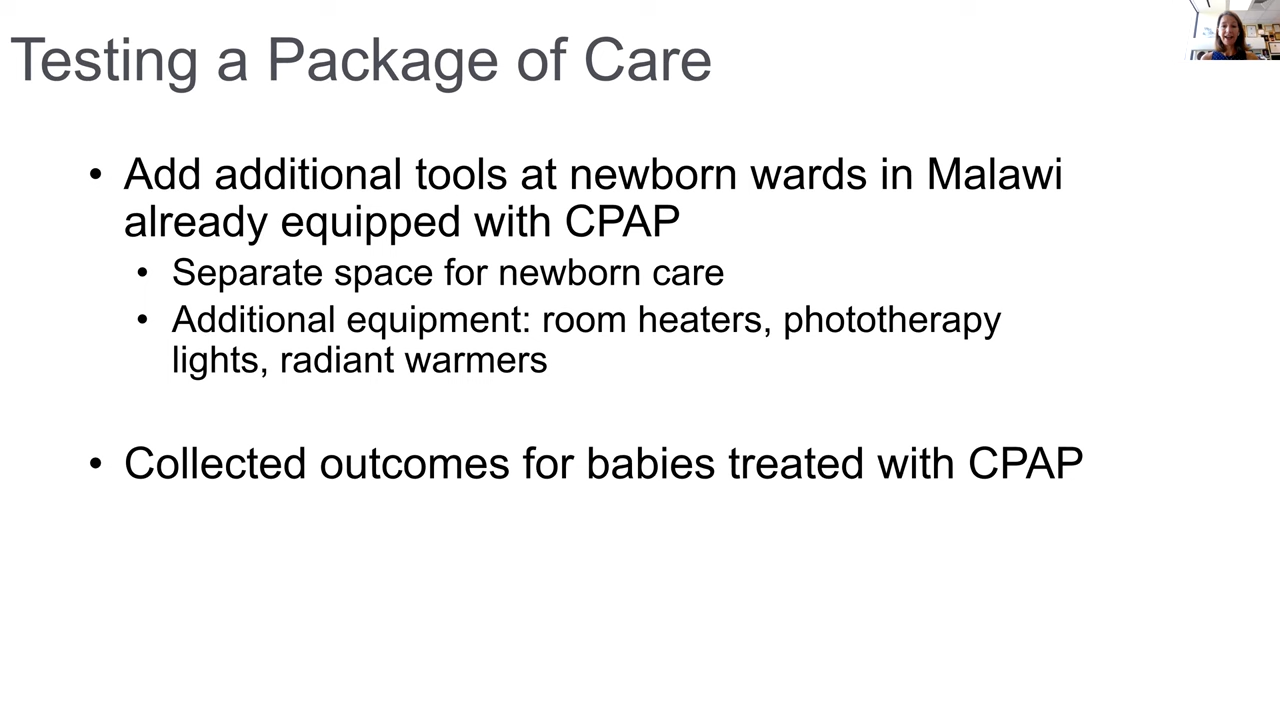 Testing a Package of Care
• Add additional tools at newborn wards in Malawi
already equipped with CPAP
• Separate space for newborn care
• Additional equipment: room heaters, phototherapy
lights, radiant warmers
• Collected outcomes for babies treated with CPAP